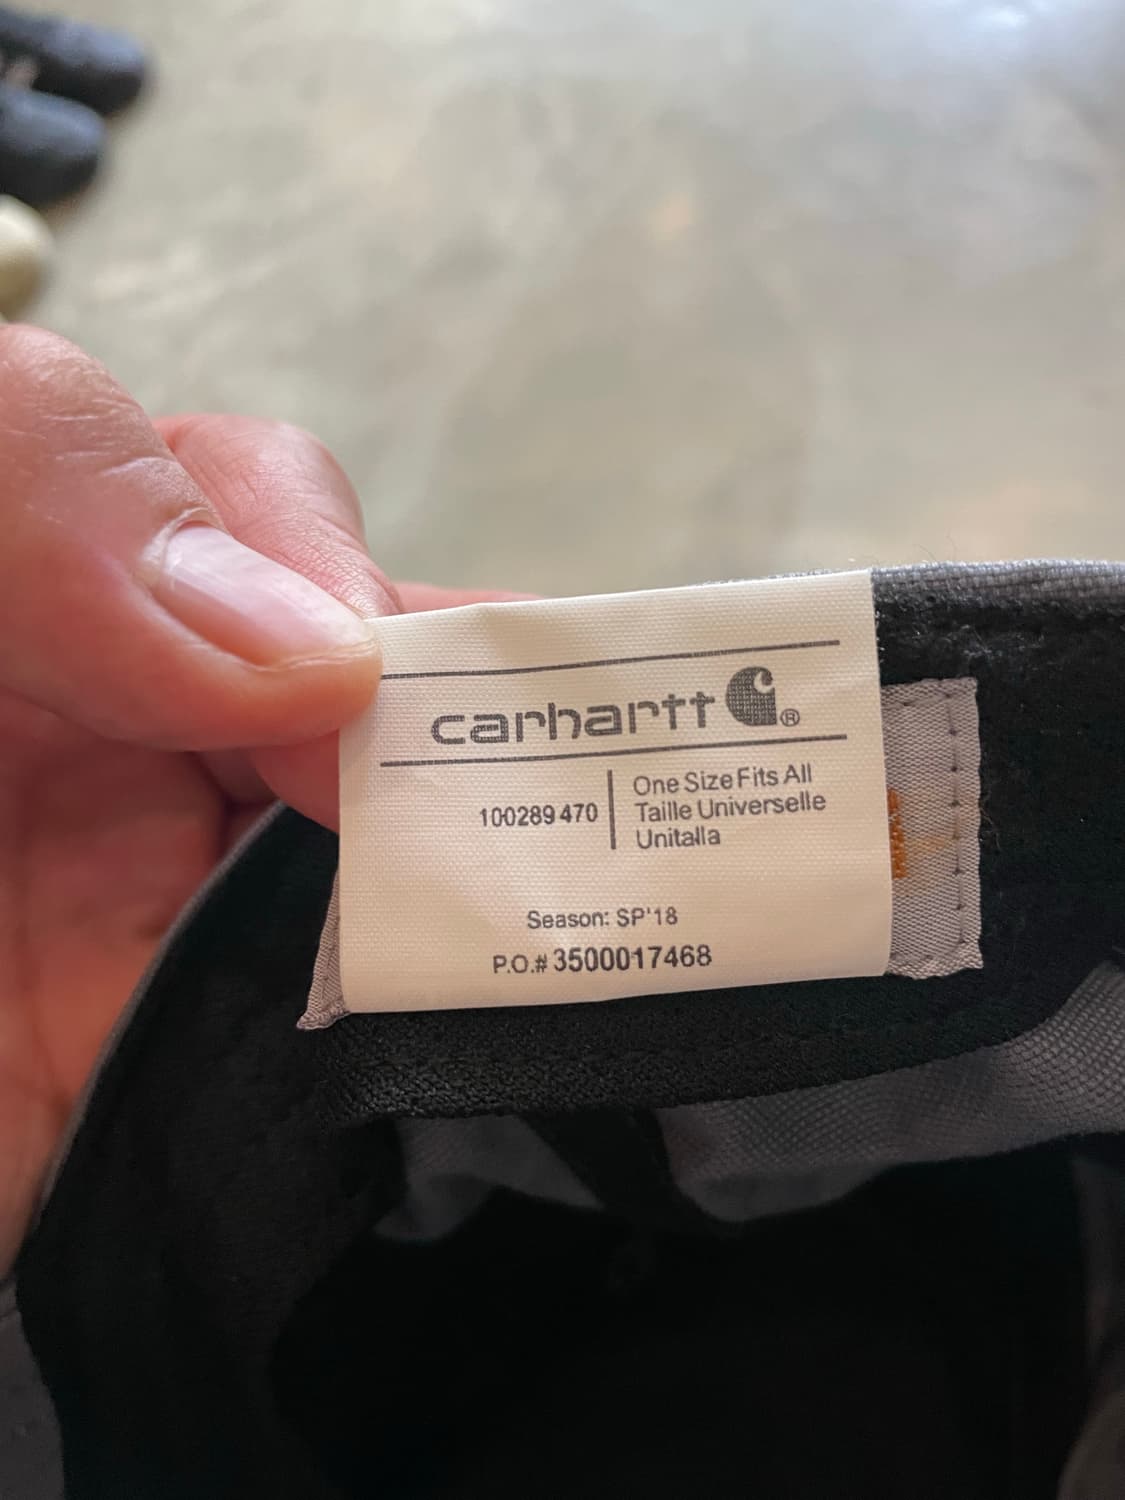 carhartt ®
100289 470
One Size Fits All
Taille Universelle
Unitalla
Season: SP'18
P.O.# 3500017468